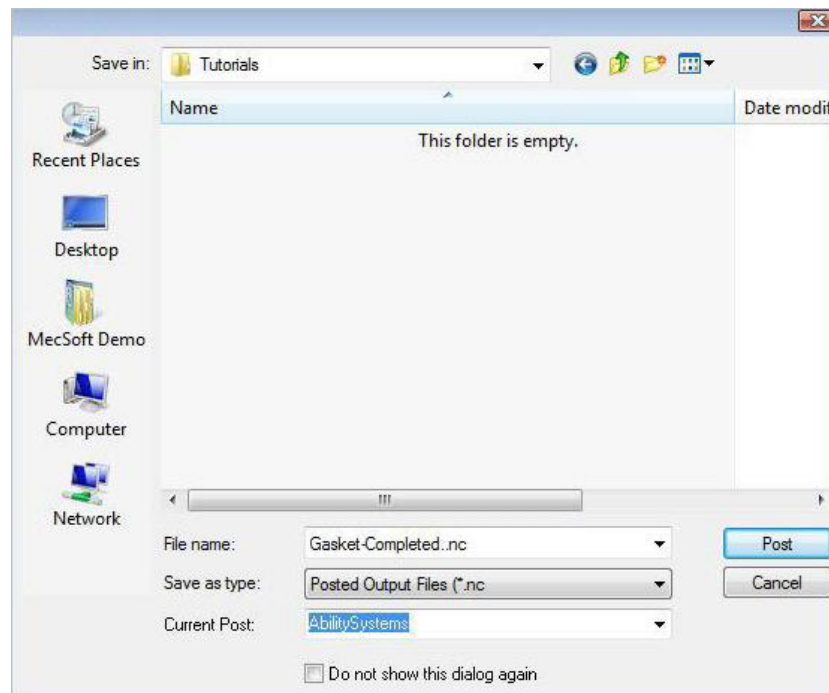 Save in: Tutorials
Name Date modif
This folder is empty.
Recent Places
Desktop
MecSoft Demo
Computer
Network
File name: Gasket-Completed..nc Post
Save as type: Posted Output Files (*.nc Cancel
Current Post: AbilitySystems
Do not show this dialog again